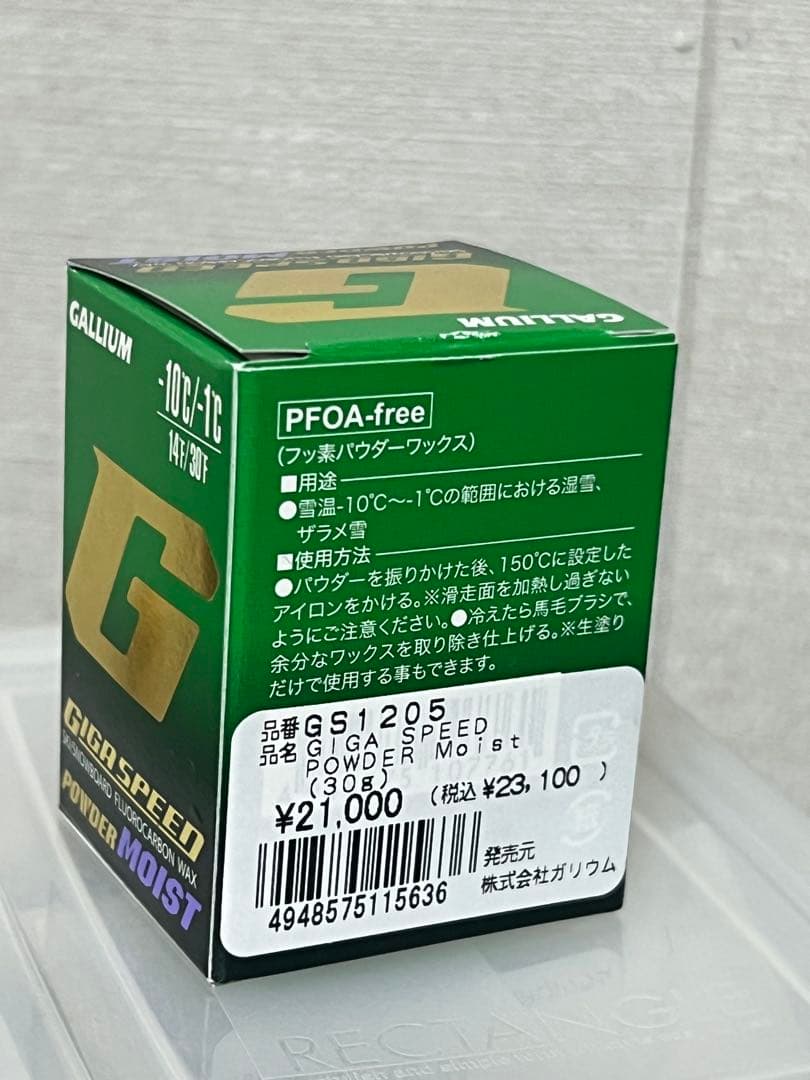 GIGA SPEED
POWDER MOIST
GALLIUM
GALLIUM
-10℃/-1℃
14℉/30℉
G
GIGA SPEED
SKI/SNOWBOARD FLUOROCARBON WAX
POWDER MOIST
PFOA-free
(フッ素パウダーワックス)
■用途
●雪温-10℃〜-1℃の範囲における湿雪、
ザラメ雪
■使用方法
●パウダーを振りかけた後、150℃に設定した
アイロンをかける。※滑走面を加熱し過ぎない
ようにご注意ください。●冷えたら馬毛ブラシで、
余分なワックスを取り除き仕上げる。※生塗り
だけで使用する事もできます。
品番GS1205
品名GIGA SPEED
POWDER Moist
(30g)
¥21,000 (税込¥23,100)
発売元
株式会社ガリウム
4948575115636
RECTANG